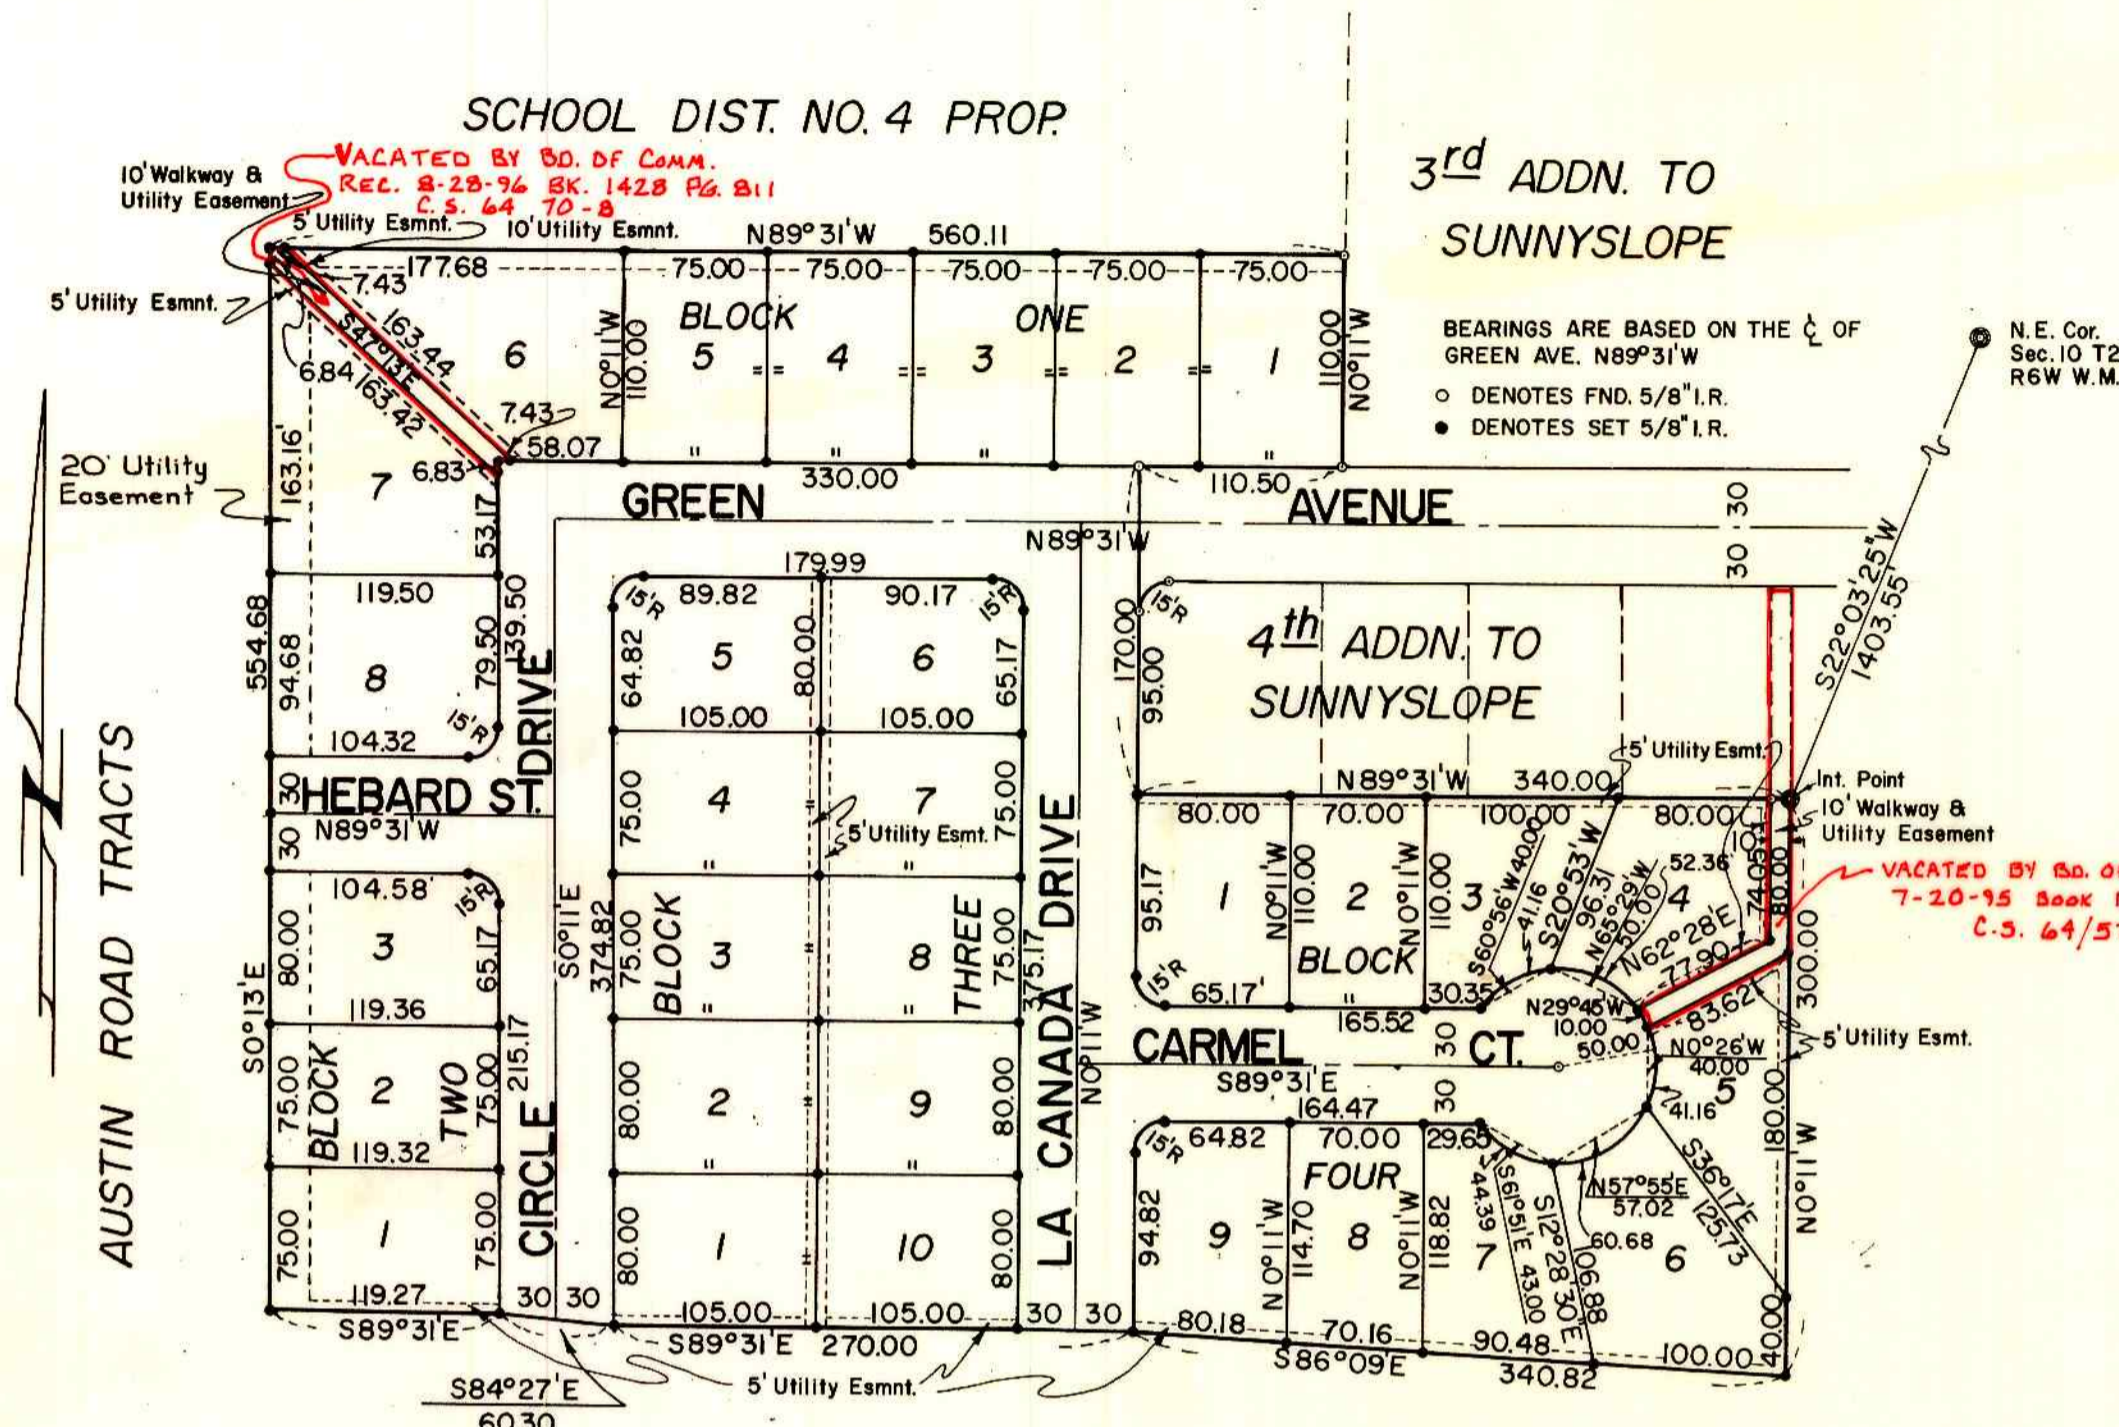 SCHOOL DIST. NO. 4 PROP.
VACATED BY BD. OF COMM.
REC. 8-28-96 BK. 1428 PG. 811
C.S. 64 70-8
10' Walkway &
Utility Easement
5' Utility Esmnt.
10' Utility Esmnt.
N89°31'W 560.11
3rd ADDN. TO
SUNNYSLOPE
177.68 75.00 75.00 75.00 75.00 75.00
5' Utility Esmnt.
7.43
163.44
S47°13'E
6.84
163.42
7.43
58.07
6.83
BLOCK ONE
6 5 4 3 2 1
N0°11'W
110.00
== == == ==
110.00
N0°11'W
" " " "
330.00
110.50
BEARINGS ARE BASED ON THE ℄ OF
GREEN AVE. N89°31'W
○ DENOTES FND. 5/8" I.R.
● DENOTES SET 5/8" I.R.
N.E. Cor.
Sec. 10 T2
R6W W.M.
S22°03'25"W
1403.55'
20' Utility
Easement
163.16'
7
53.17
GREEN AVENUE
N89°31'W
30
30
554.68
119.50
139.50
94.68
8
79.50
15'R
104.32
179.99
15'R 89.82 90.17 15'R
64.82 5 80.00 6 65.17
105.00 105.00
170.00
15'R
95.00
4th ADDN. TO
SUNNYSLOPE
HEBARD ST.
N89°31'W
30
30
CIRCLE DRIVE
S0°11'E
374.82
75.00 4 = 7 75.00
5' Utility Esmt.
" "
75.00 3 = 8 75.00
" "
BLOCK THREE
375.17
80.00 2 = 9 80.00
" "
80.00 1 = 10 80.00
105.00 105.00
S89°31'E 270.00
AUSTIN ROAD TRACTS
S0°13'E
104.58'
15'R
80.00 3 65.17
119.36
215.17
75.00 2 75.00
BLOCK TWO
119.32
75.00 1 75.00
119.27
S89°31'E
30 30
S84°27'E
60.30
5' Utility Esmnt.
LA CANADA DRIVE
N0°11'W
30 30
5' Utility Esmt.
N89°31'W 340.00
80.00 70.00 100.00 80.00
Int. Point
10' Walkway &
Utility Easement
VACATED BY BD. O
7-20-95 BOOK
C.S. 64/5
95.17 1 N0°11'W 110.00 2 N0°11'W 110.00 3
S60°56'W 40.00
41.16
S20°53'W
96.31
N65°29'W
50.00
52.36
4
74.05
80.00
N62°28'E
77.90
83.62
300.00
BLOCK
15'R
65.17' " 30.35
165.52
N29°45'W
10.00
50.00
CARMEL CT.
30
30
S89°31'E
N0°26'W
40.00
5' Utility Esmt.
5
41.16
180.00
N0°11'W
164.47
15'R 64.82 70.00 29.65
FOUR
94.82 9 N0°11'W 114.70 8 N0°11'W 118.82 7
44.39
S61°51'E 43.00
S12°28'30"E
106.88
N57°55'E
57.02
60.68
6
S36°17'E
125.73
40.00
80.18 70.16 90.48 100.00
S86°09'E 340.82